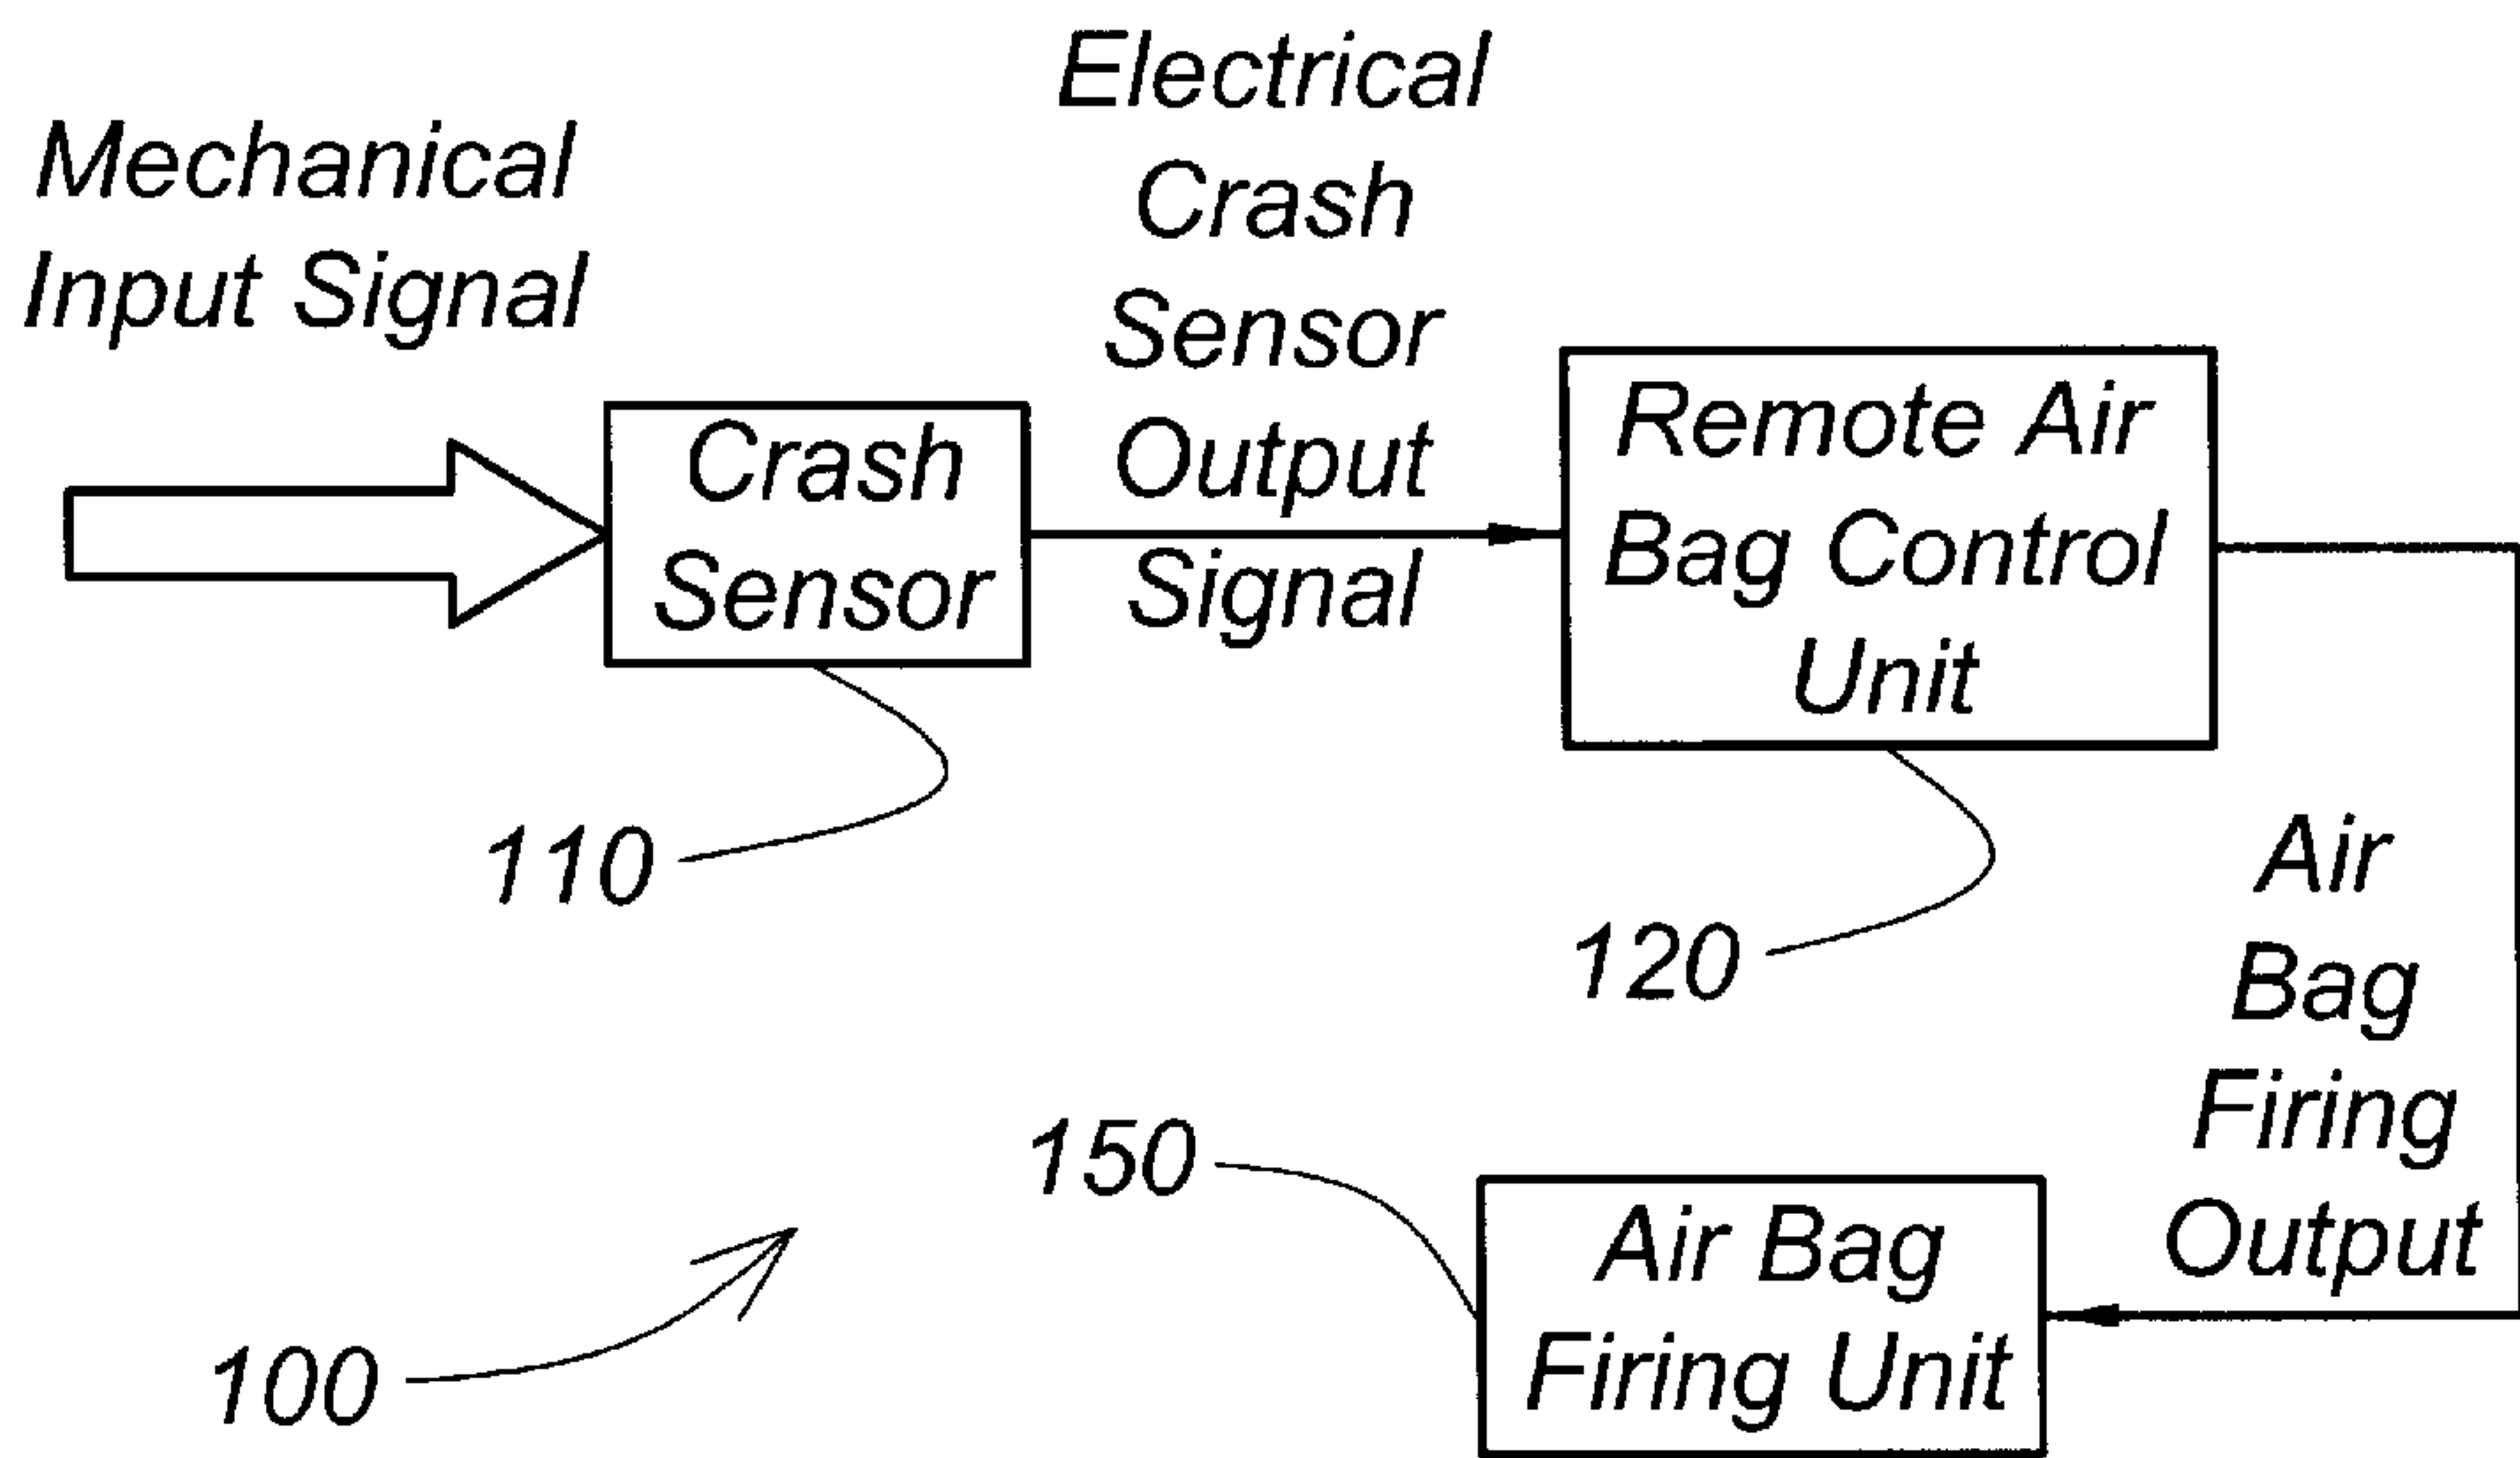 Mechanical
Input Signal
Electrical
Crash
Sensor
Output
Signal
Crash
Sensor
Remote Air
Bag Control
Unit
110
120
Air
Bag
Firing
Output
150
Air Bag
Firing Unit
100